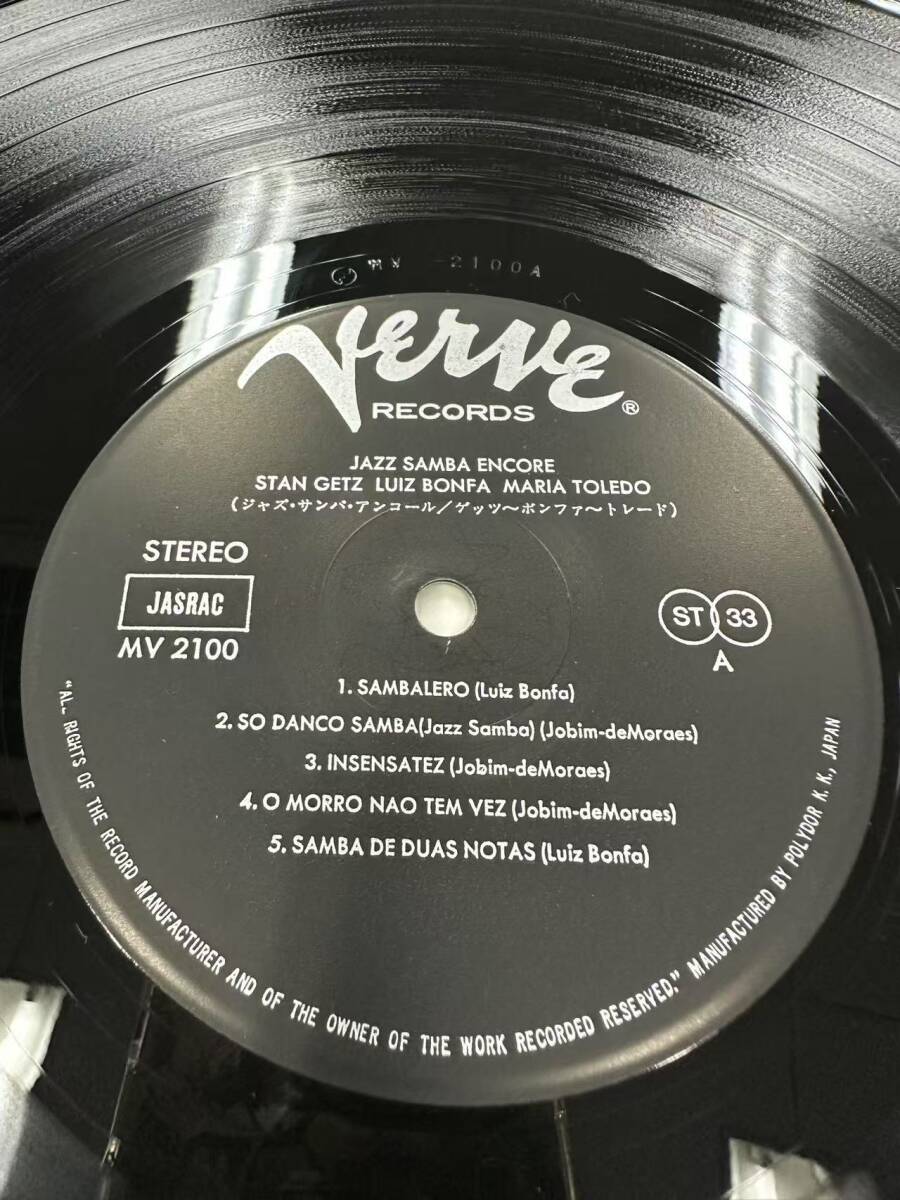 MV -2100A
Verve
RECORDS ®
JAZZ SAMBA ENCORE
STAN GETZ LUIZ BONFA MARIA TOLEDO
(ジャズ・サンバ・アンコール/ゲッツ〜ボンファ〜トレード)
STEREO
JASRAC
MV 2100
ST 33
A
1. SAMBALERO (Luiz Bonfa)
2. SO DANCO SAMBA(Jazz Samba) (Jobim-deMoraes)
3. INSENSATEZ (Jobim-deMoraes)
4. O MORRO NAO TEM VEZ (Jobim-deMoraes)
5. SAMBA DE DUAS NOTAS (Luiz Bonfa)
"ALL RIGHTS OF THE RECORD MANUFACTURER AND OF THE OWNER OF THE WORK RECORDED RESERVED." MANUFACTURED BY POLYDOR K. K., JAPAN